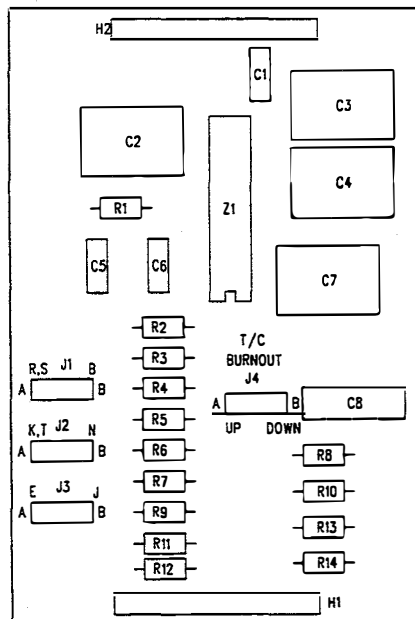 H2
C1
C3
C2
C4
R1
Z1
C5
C6
C7
R2
R3
T/C
BURNOUT
R,S J1 B
J4
A B
R4
A B
C8
R5
UP DOWN
K,T J2 N
A B
R6
R8
R7
E J3 J
R10
A B
R9
R13
R11
R12
R14
H1